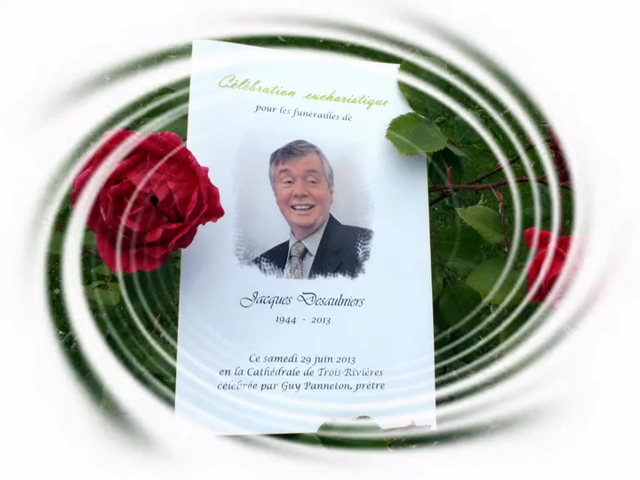 Célébration eucharistique
pour les funérailles de
Jacques Desaulniers
1944 - 2013
Ce samedi 29 juin 2013
en la Cathédrale de Trois-Rivières
célébrée par Guy Panneton, prêtre